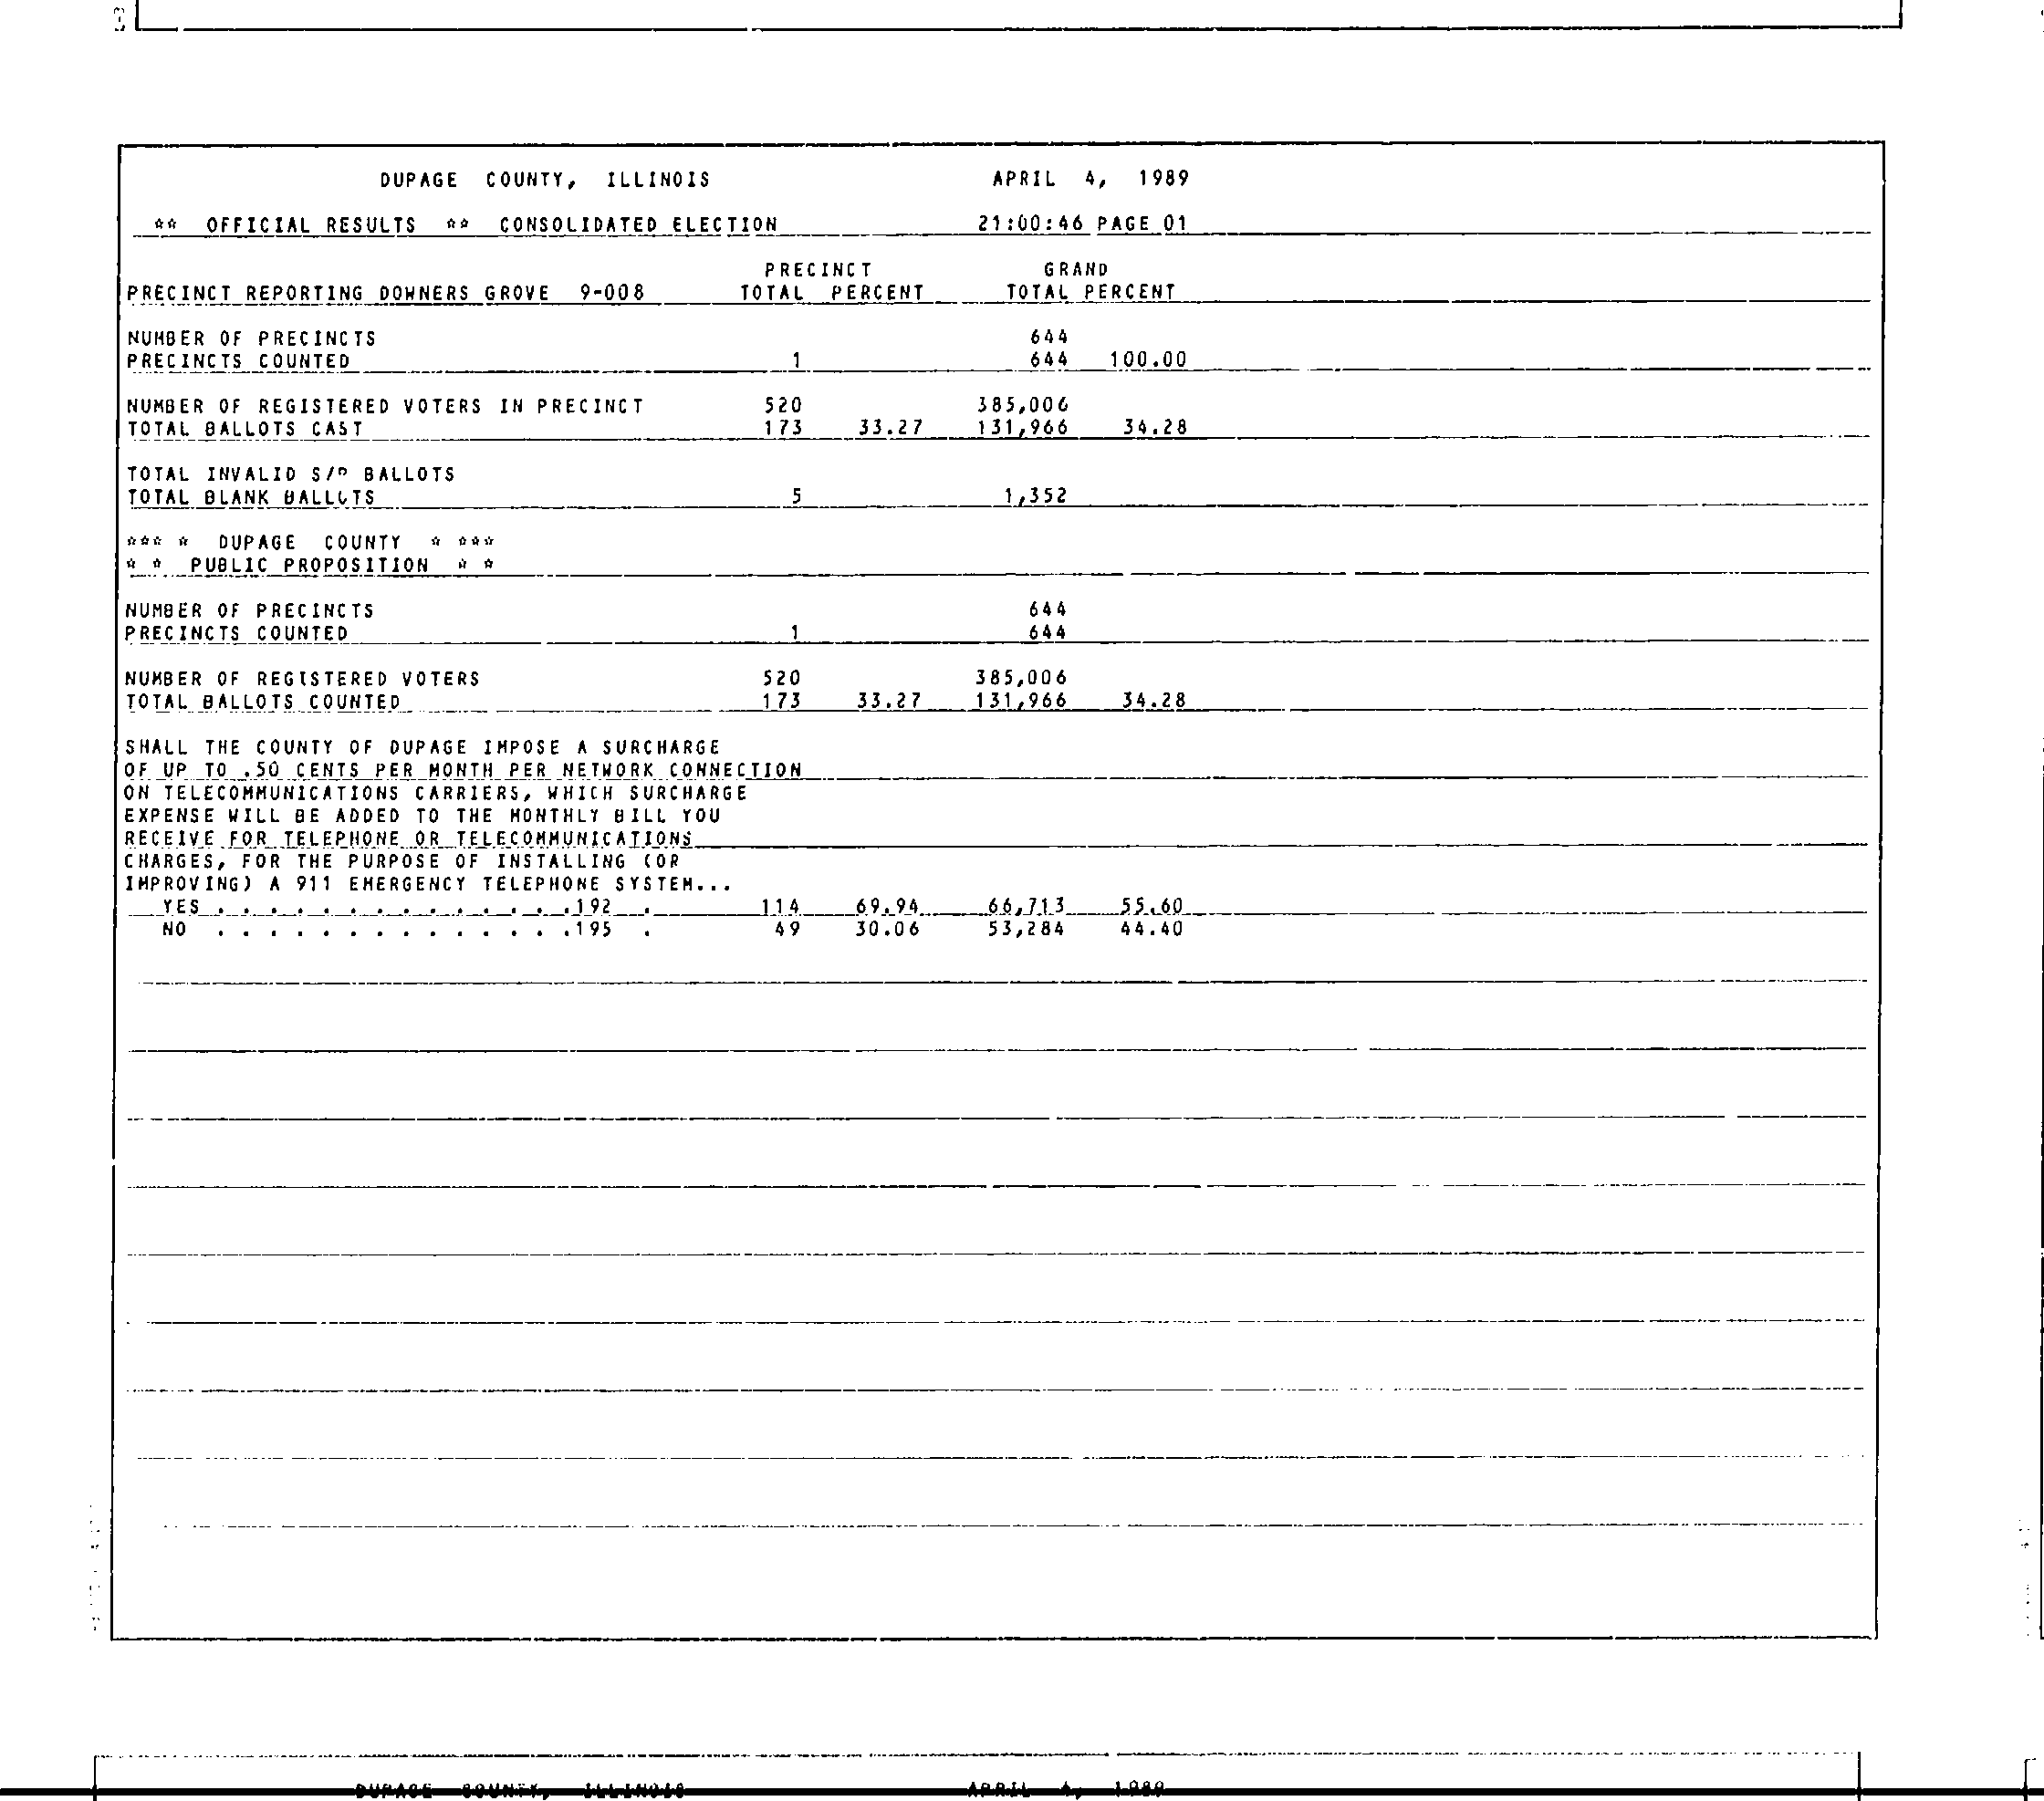 DUPAGE COUNTY, ILLINOIS APRIL 4, 1989
** OFFICIAL RESULTS ** CONSOLIDATED ELECTION 21:00:46 PAGE 01
PRECINCT GRAND
PRECINCT REPORTING DOWNERS GROVE 9-008 TOTAL PERCENT TOTAL PERCENT
NUMBER OF PRECINCTS 644
PRECINCTS COUNTED 1 644 100.00
NUMBER OF REGISTERED VOTERS IN PRECINCT 520 385,006
TOTAL BALLOTS CAST 173 33.27 131,966 34.28
TOTAL INVALID S/P BALLOTS
TOTAL BLANK BALLOTS 5 1,352
*** * DUPAGE COUNTY * ***
* * PUBLIC PROPOSITION * *
NUMBER OF PRECINCTS 644
PRECINCTS COUNTED 1 644
NUMBER OF REGISTERED VOTERS 520 385,006
TOTAL BALLOTS COUNTED 173 33.27 131,966 34.28
SHALL THE COUNTY OF DUPAGE IMPOSE A SURCHARGE
OF UP TO .50 CENTS PER MONTH PER NETWORK CONNECTION
ON TELECOMMUNICATIONS CARRIERS, WHICH SURCHARGE
EXPENSE WILL BE ADDED TO THE MONTHLY BILL YOU
RECEIVE FOR TELEPHONE OR TELECOMMUNICATIONS
CHARGES, FOR THE PURPOSE OF INSTALLING (OR
IMPROVING) A 911 EMERGENCY TELEPHONE SYSTEM...
YES . . . . . . . . . . . . . . .192 . 114 69.94 66,713 55.60
NO . . . . . . . . . . . . . . .195 . 49 30.06 53,284 44.40
DUPAGE COUNTY, ILLINOIS APRIL 4, 1989